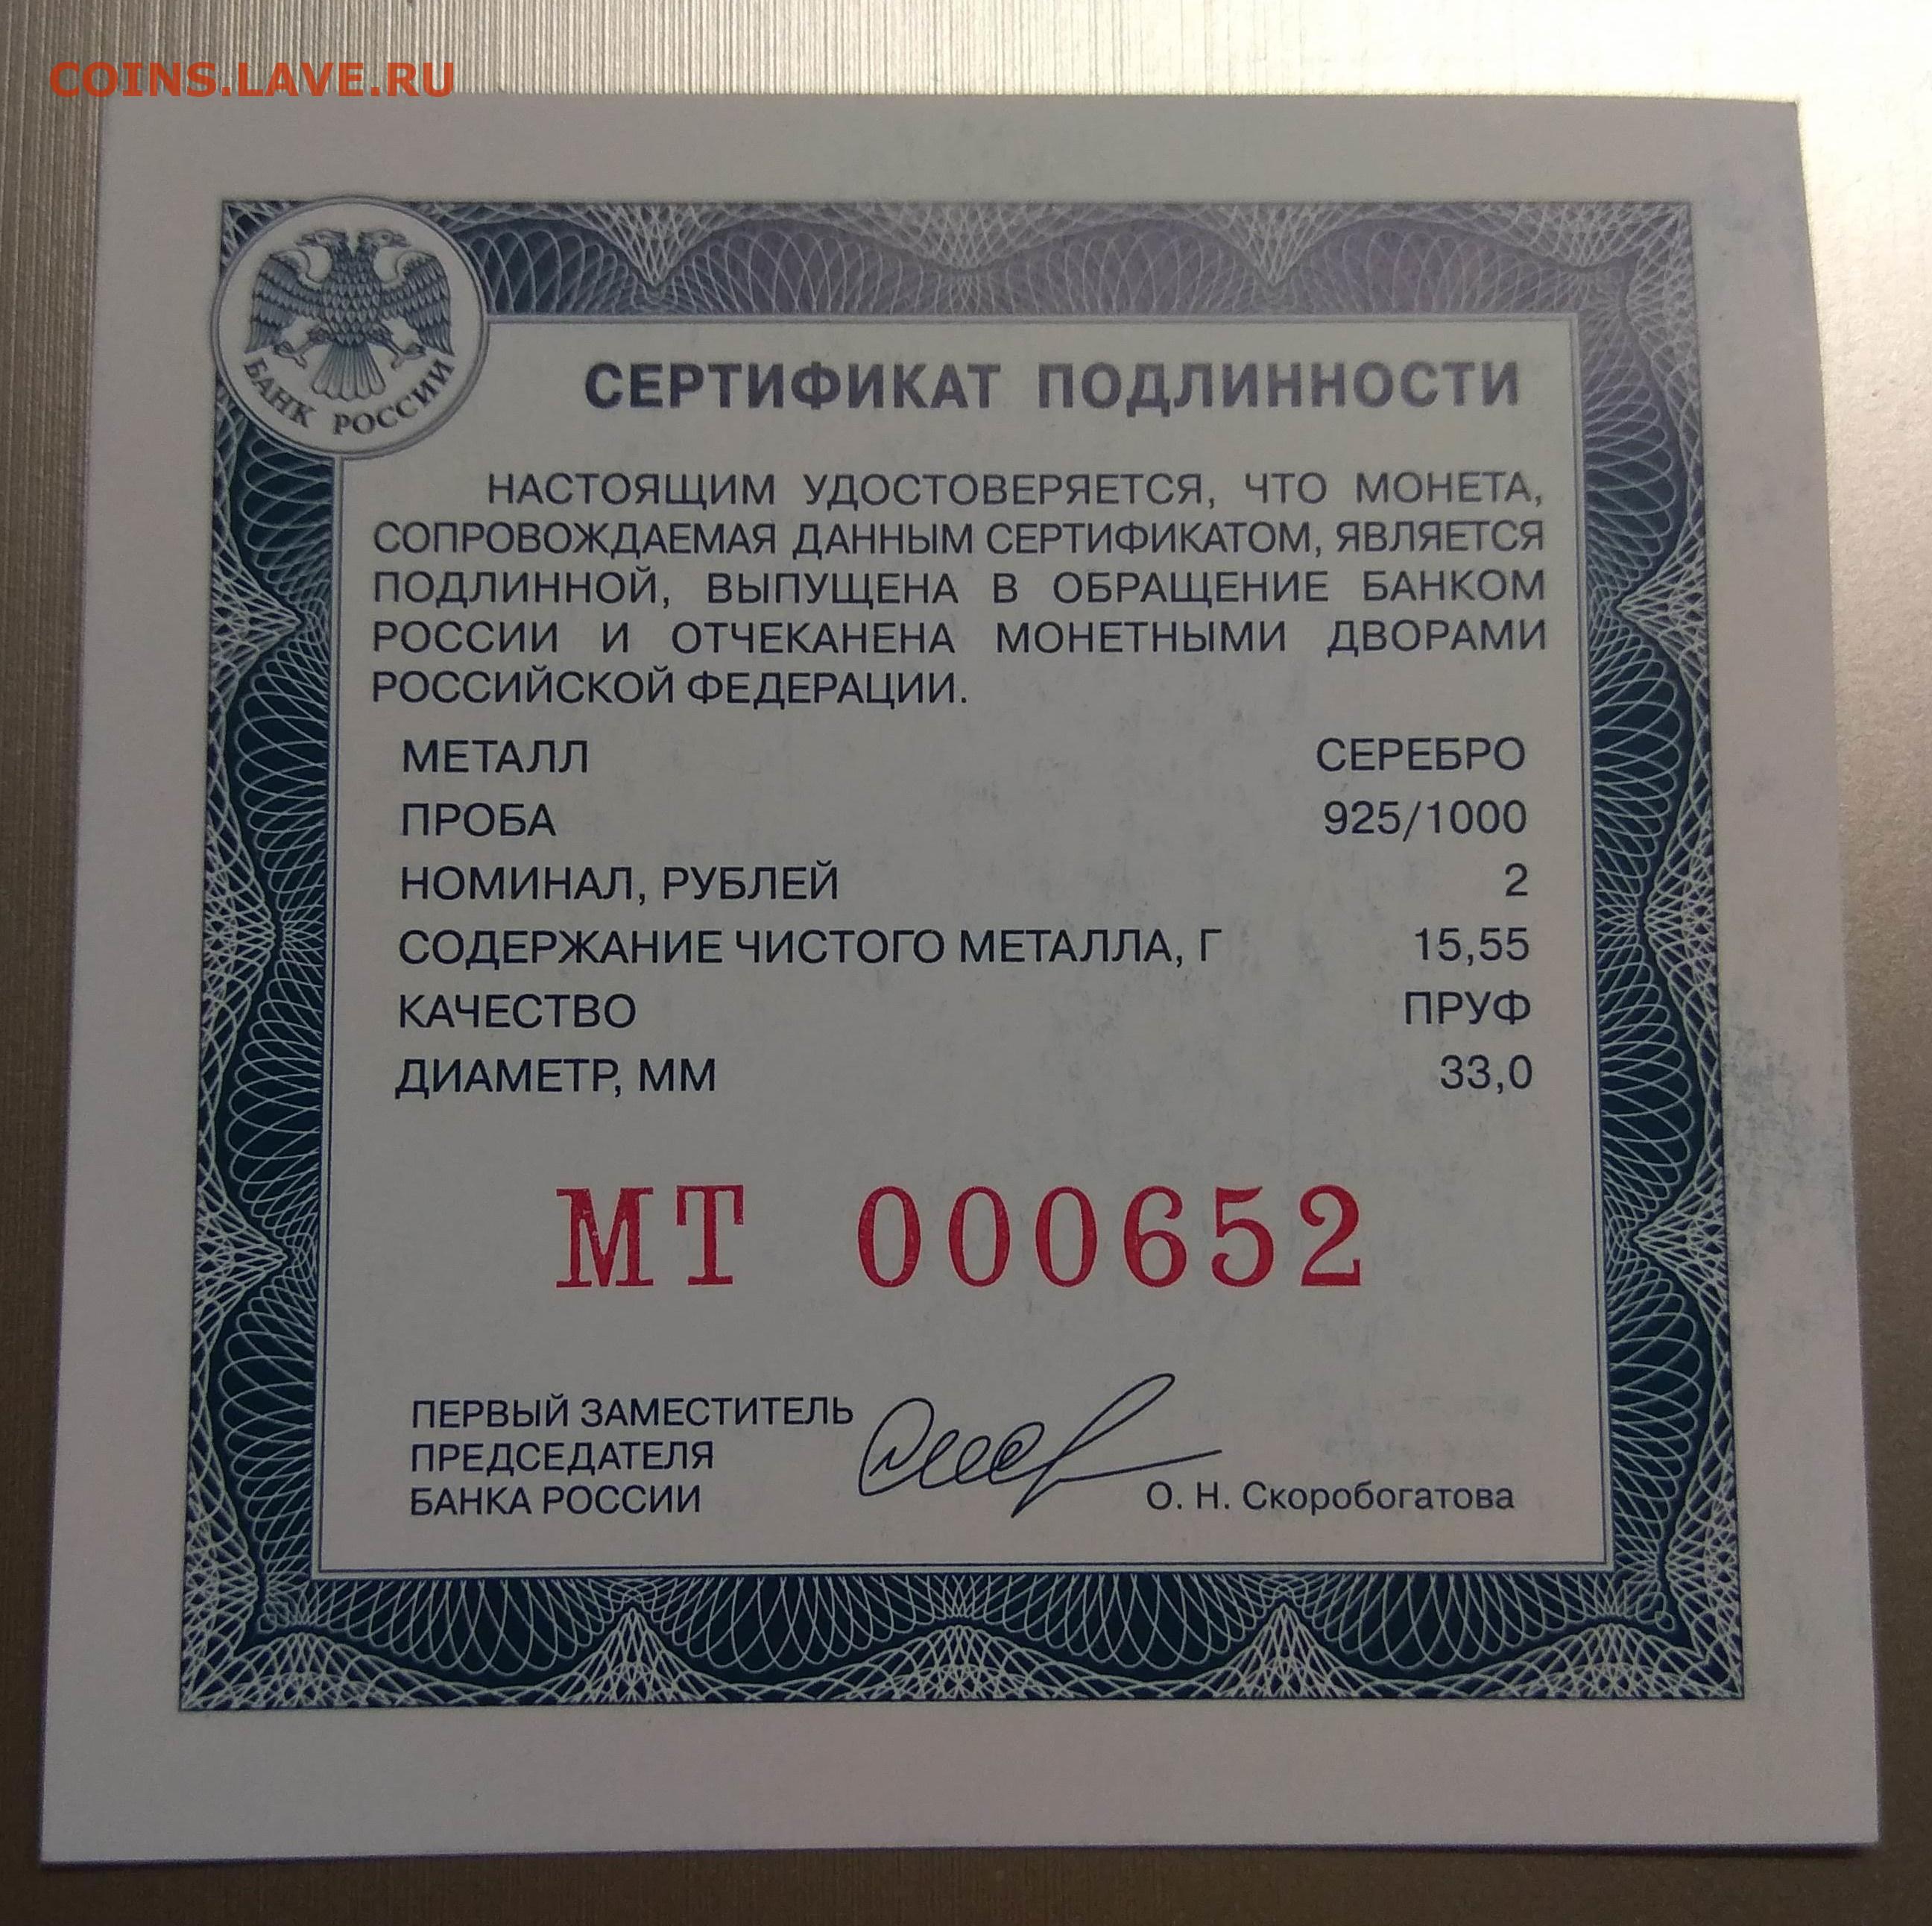 COINS.LAVE.RU
БАНК РОССИИ
СЕРТИФИКАТ ПОДЛИННОСТИ
НАСТОЯЩИМ УДОСТОВЕРЯЕТСЯ, ЧТО МОНЕТА,
СОПРОВОЖДАЕМАЯ ДАННЫМ СЕРТИФИКАТОМ, ЯВЛЯЕТСЯ
ПОДЛИННОЙ, ВЫПУЩЕНА В ОБРАЩЕНИЕ БАНКОМ
РОССИИ И ОТЧЕКАНЕНА МОНЕТНЫМИ ДВОРАМИ
РОССИЙСКОЙ ФЕДЕРАЦИИ.
МЕТАЛЛ СЕРЕБРО
ПРОБА 925/1000
НОМИНАЛ, РУБЛЕЙ 2
СОДЕРЖАНИЕ ЧИСТОГО МЕТАЛЛА, Г 15,55
КАЧЕСТВО ПРУФ
ДИАМЕТР, ММ 33,0
МТ 000652
ПЕРВЫЙ ЗАМЕСТИТЕЛЬ
ПРЕДСЕДАТЕЛЯ
БАНКА РОССИИ О. Н. Скоробогатова